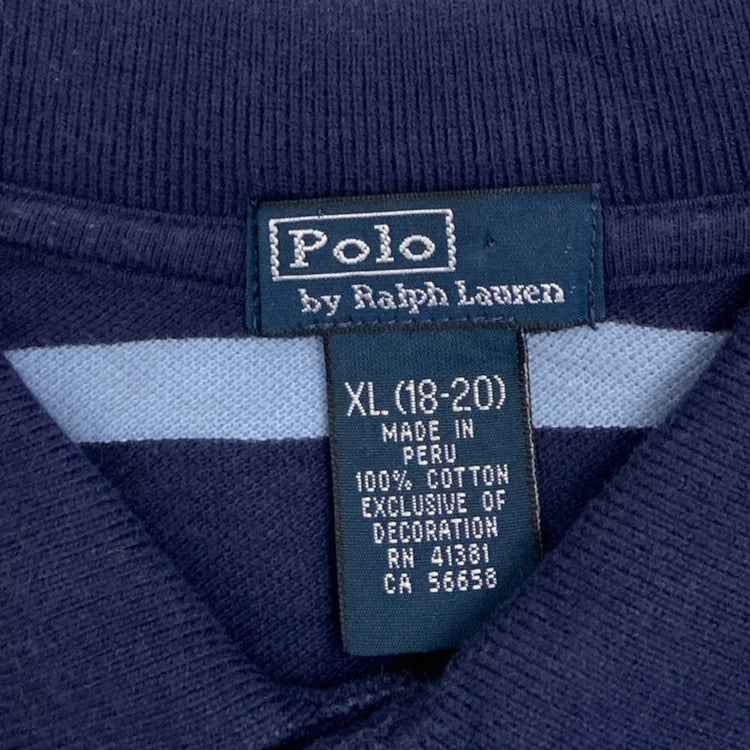 Polo
by Ralph Lauren
XL (18-20)
MADE IN
PERU
100% COTTON
EXCLUSIVE OF
DECORATION
RN 41381
CA 56658